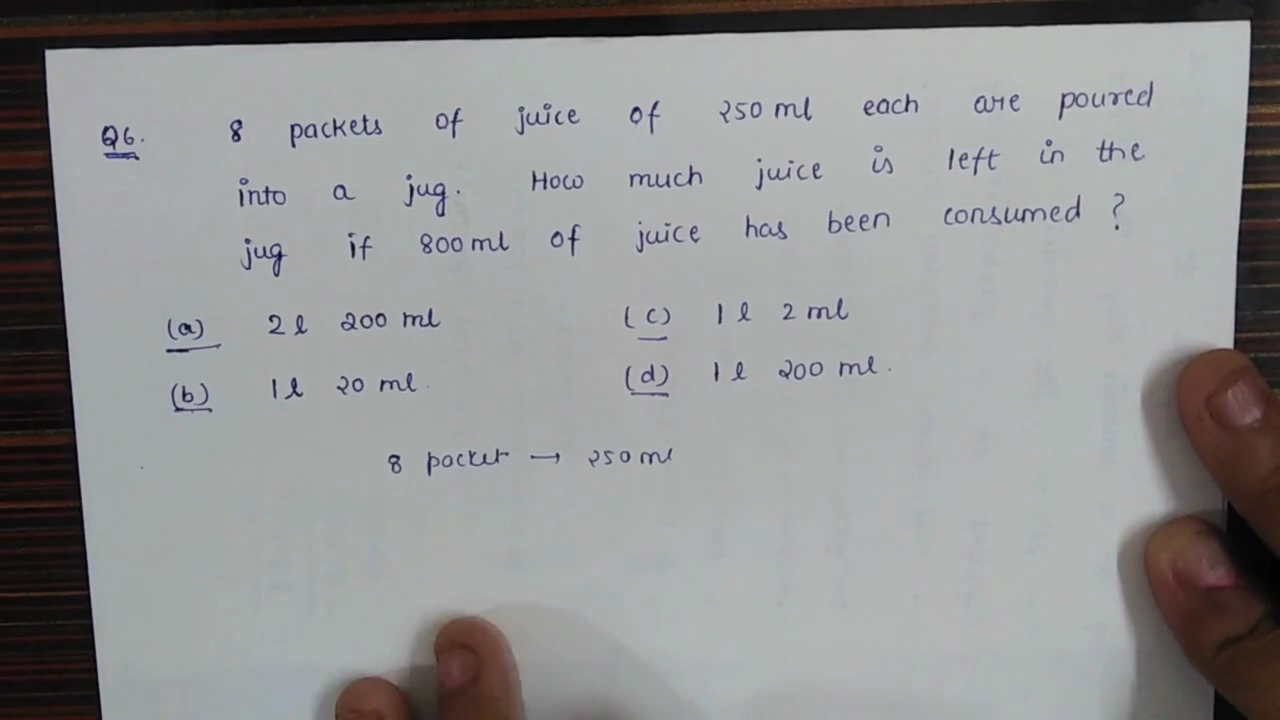 Q6. 8 packets of juice of 250 ml each are poured
into a jug. How much juice is left in the
jug if 800 ml of juice has been consumed ?
(a) 2 l 200 ml (c) 1 l 2 ml
(b) 1 l 20 ml. (d) 1 l 200 ml.
8 packet → 250 ml